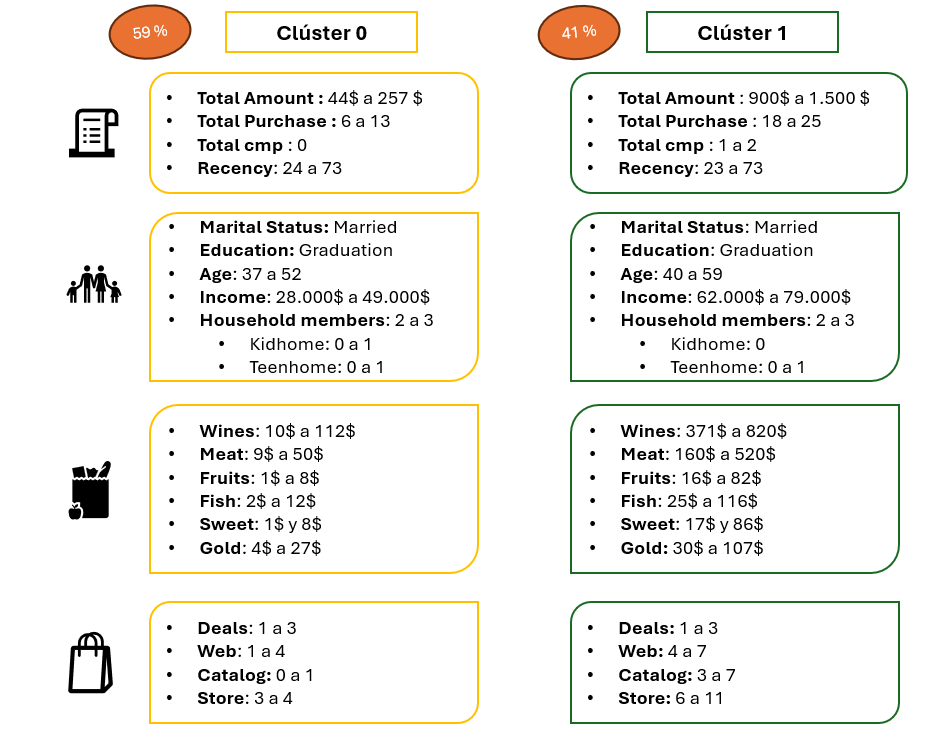 59 %
Clúster 0
• Total Amount : 44$ a 257 $
• Total Purchase : 6 a 13
• Total cmp : 0
• Recency: 24 a 73
• Marital Status: Married
• Education: Graduation
• Age: 37 a 52
• Income: 28.000$ a 49.000$
• Household members: 2 a 3
• Kidhome: 0 a 1
• Teenhome: 0 a 1
• Wines: 10$ a 112$
• Meat: 9$ a 50$
• Fruits: 1$ a 8$
• Fish: 2$ a 12$
• Sweet: 1$ y 8$
• Gold: 4$ a 27$
• Deals: 1 a 3
• Web: 1 a 4
• Catalog: 0 a 1
• Store: 3 a 4
41 %
Clúster 1
• Total Amount : 900$ a 1.500 $
• Total Purchase : 18 a 25
• Total cmp : 1 a 2
• Recency: 23 a 73
• Marital Status: Married
• Education: Graduation
• Age: 40 a 59
• Income: 62.000$ a 79.000$
• Household members: 2 a 3
• Kidhome: 0
• Teenhome: 0 a 1
• Wines: 371$ a 820$
• Meat: 160$ a 520$
• Fruits: 16$ a 82$
• Fish: 25$ a 116$
• Sweet: 17$ y 86$
• Gold: 30$ a 107$
• Deals: 1 a 3
• Web: 4 a 7
• Catalog: 3 a 7
• Store: 6 a 11